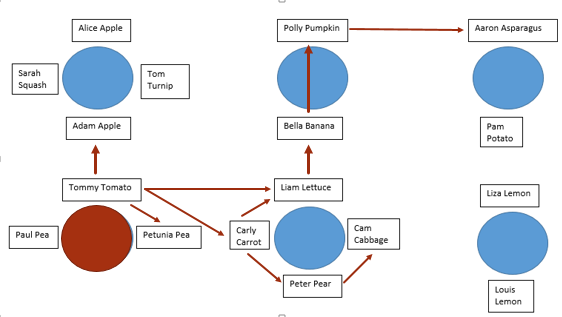 Alice Apple
Polly Pumpkin
Aaron Asparagus
Sarah
Squash
Tom
Turnip
Adam Apple
Bella Banana
Pam
Potato
Tommy Tomato
Liam Lettuce
Liza Lemon
Paul Pea
Petunia Pea
Carly
Carrot
Cam
Cabbage
Peter Pear
Louis
Lemon